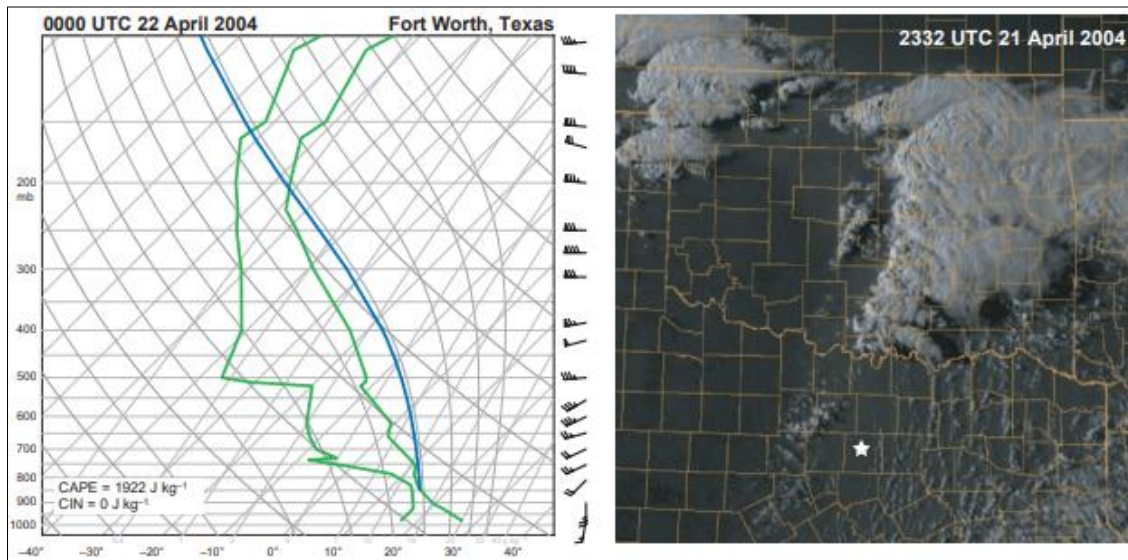 0000 UTC 22 April 2004
Fort Worth, Texas
200
mb
300
400
500
600
700
800
900
1000
CAPE = 1922 J kg⁻¹
CIN = 0 J kg⁻¹
–40° –30° –20° –10° 0° 10° 20° 30° 40°
2332 UTC 21 April 2004